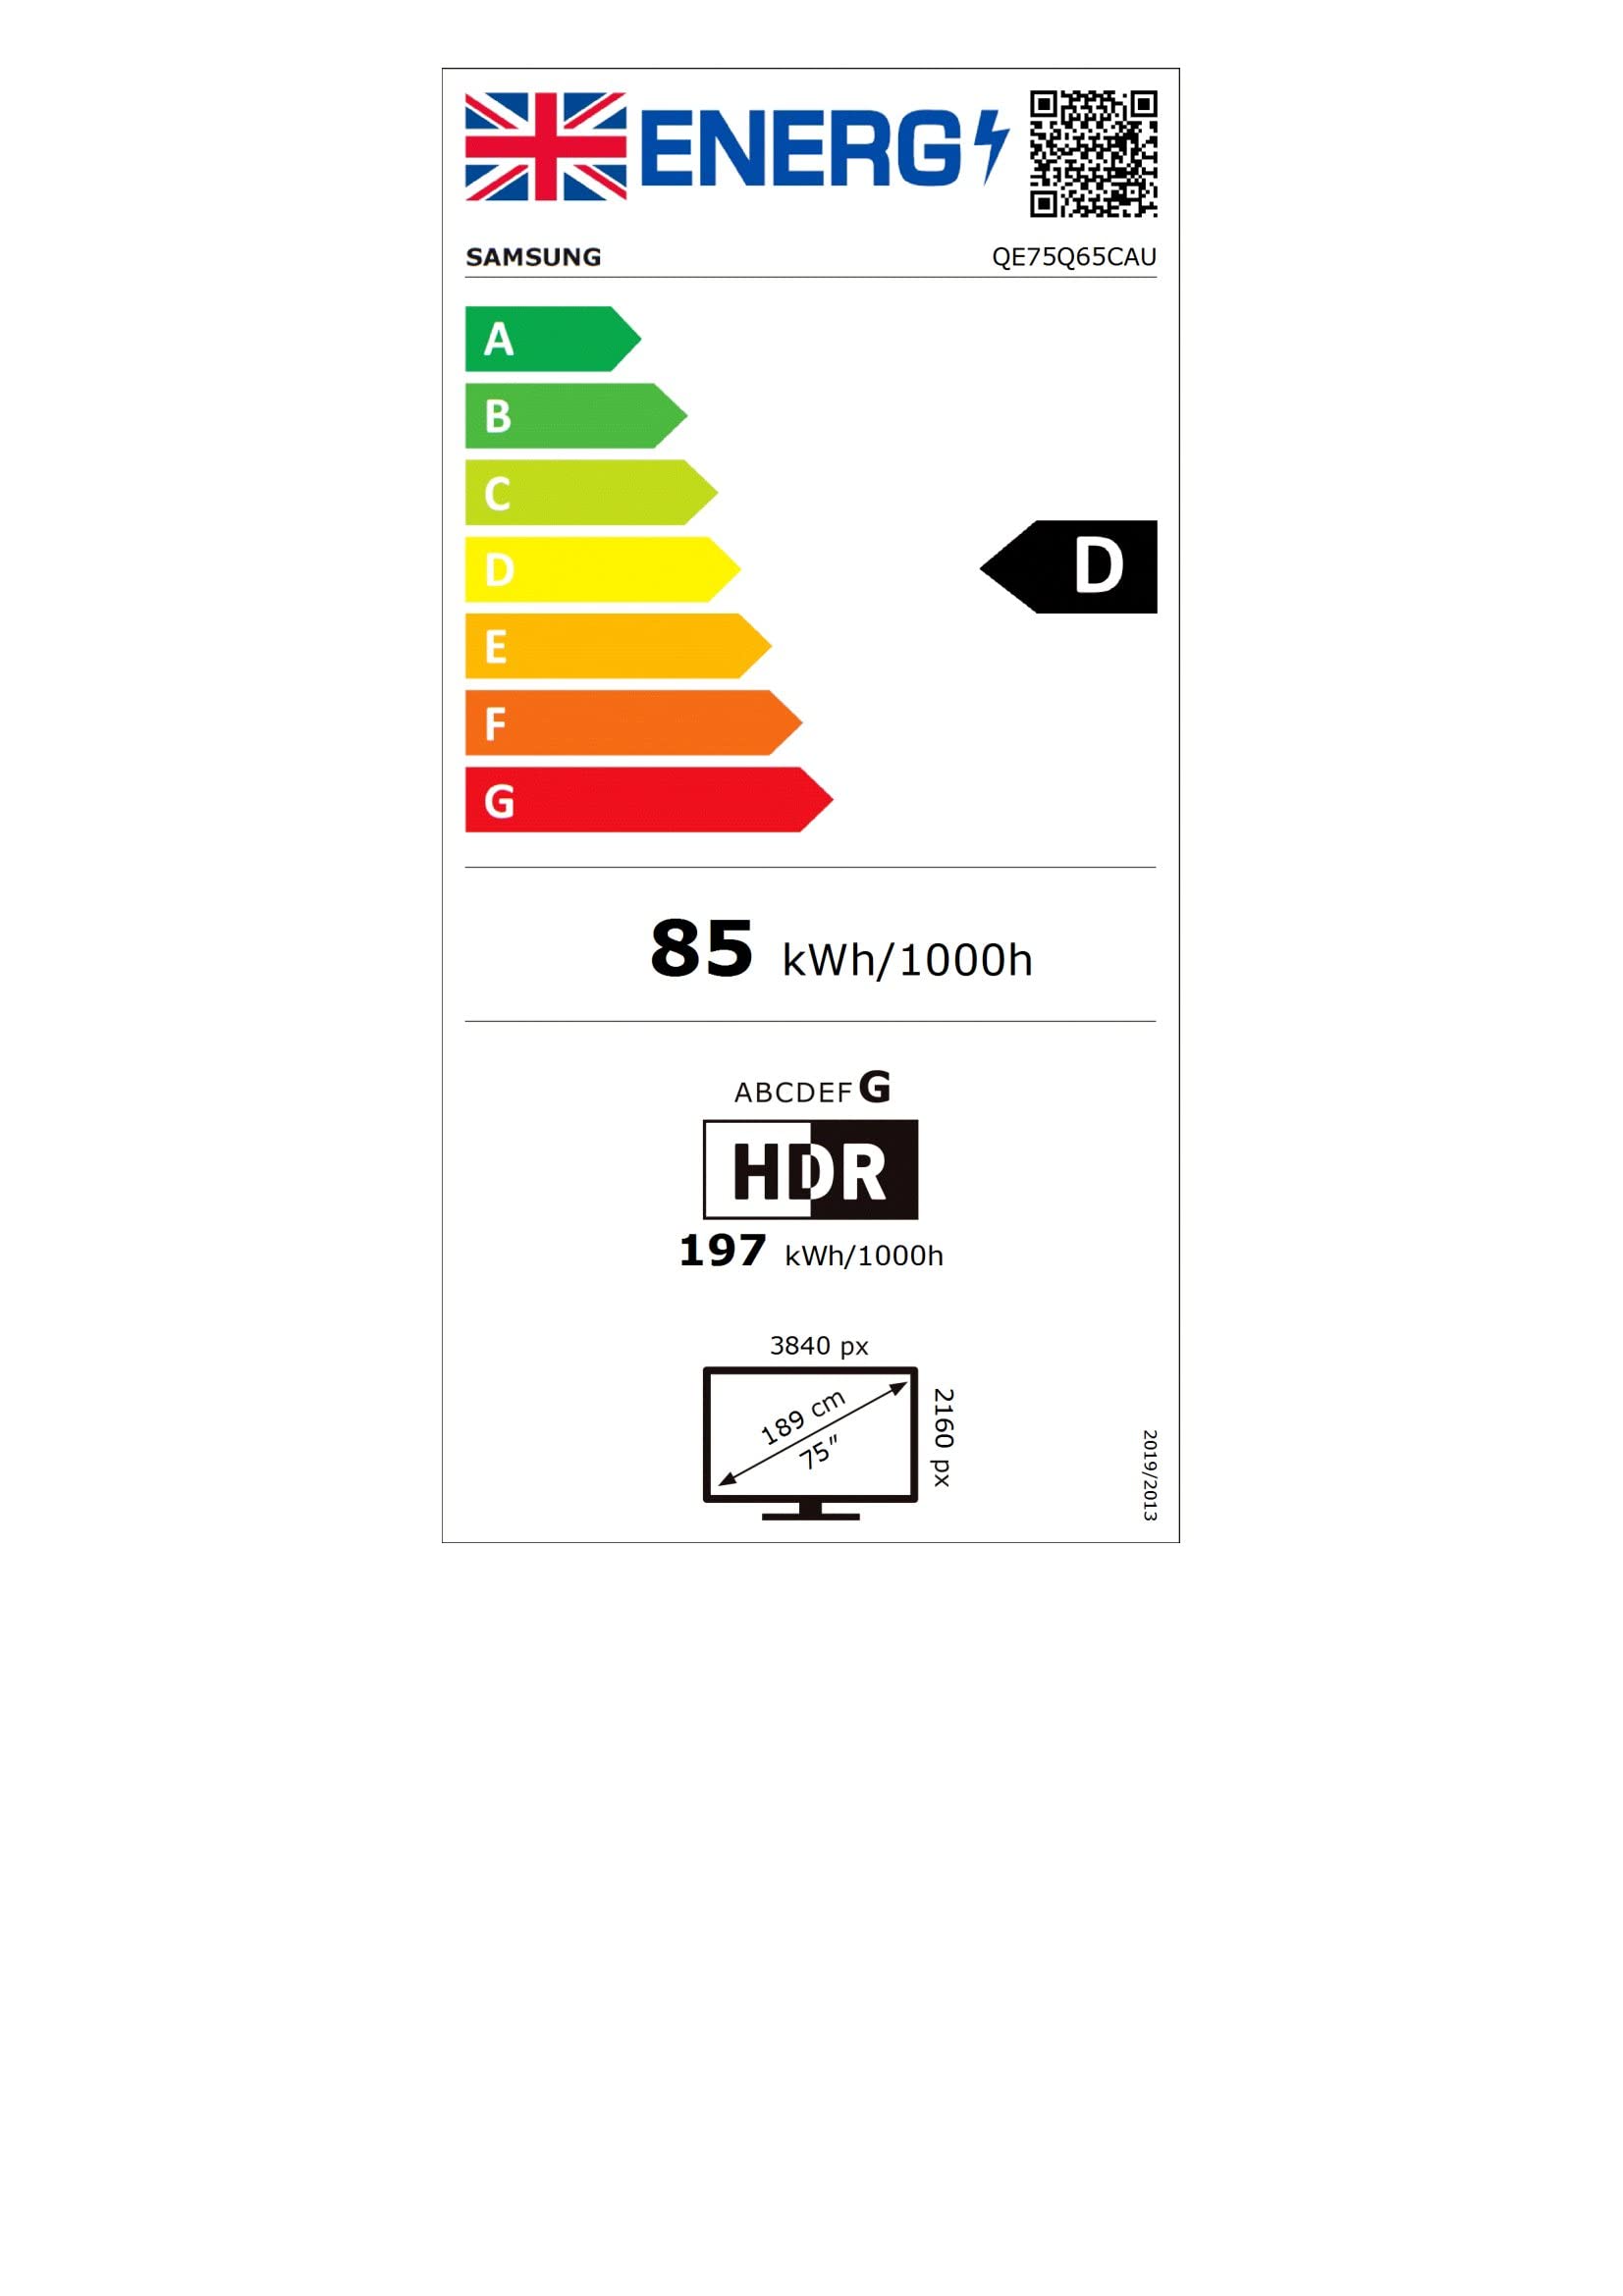 ENERG
SAMSUNG QE75Q65CAU
A
B
C
D
D
E
F
G
85 kWh/1000h
ABCDEFG
HDR
197 kWh/1000h
3840 px
189 cm
75"
2160 px
2019/2013